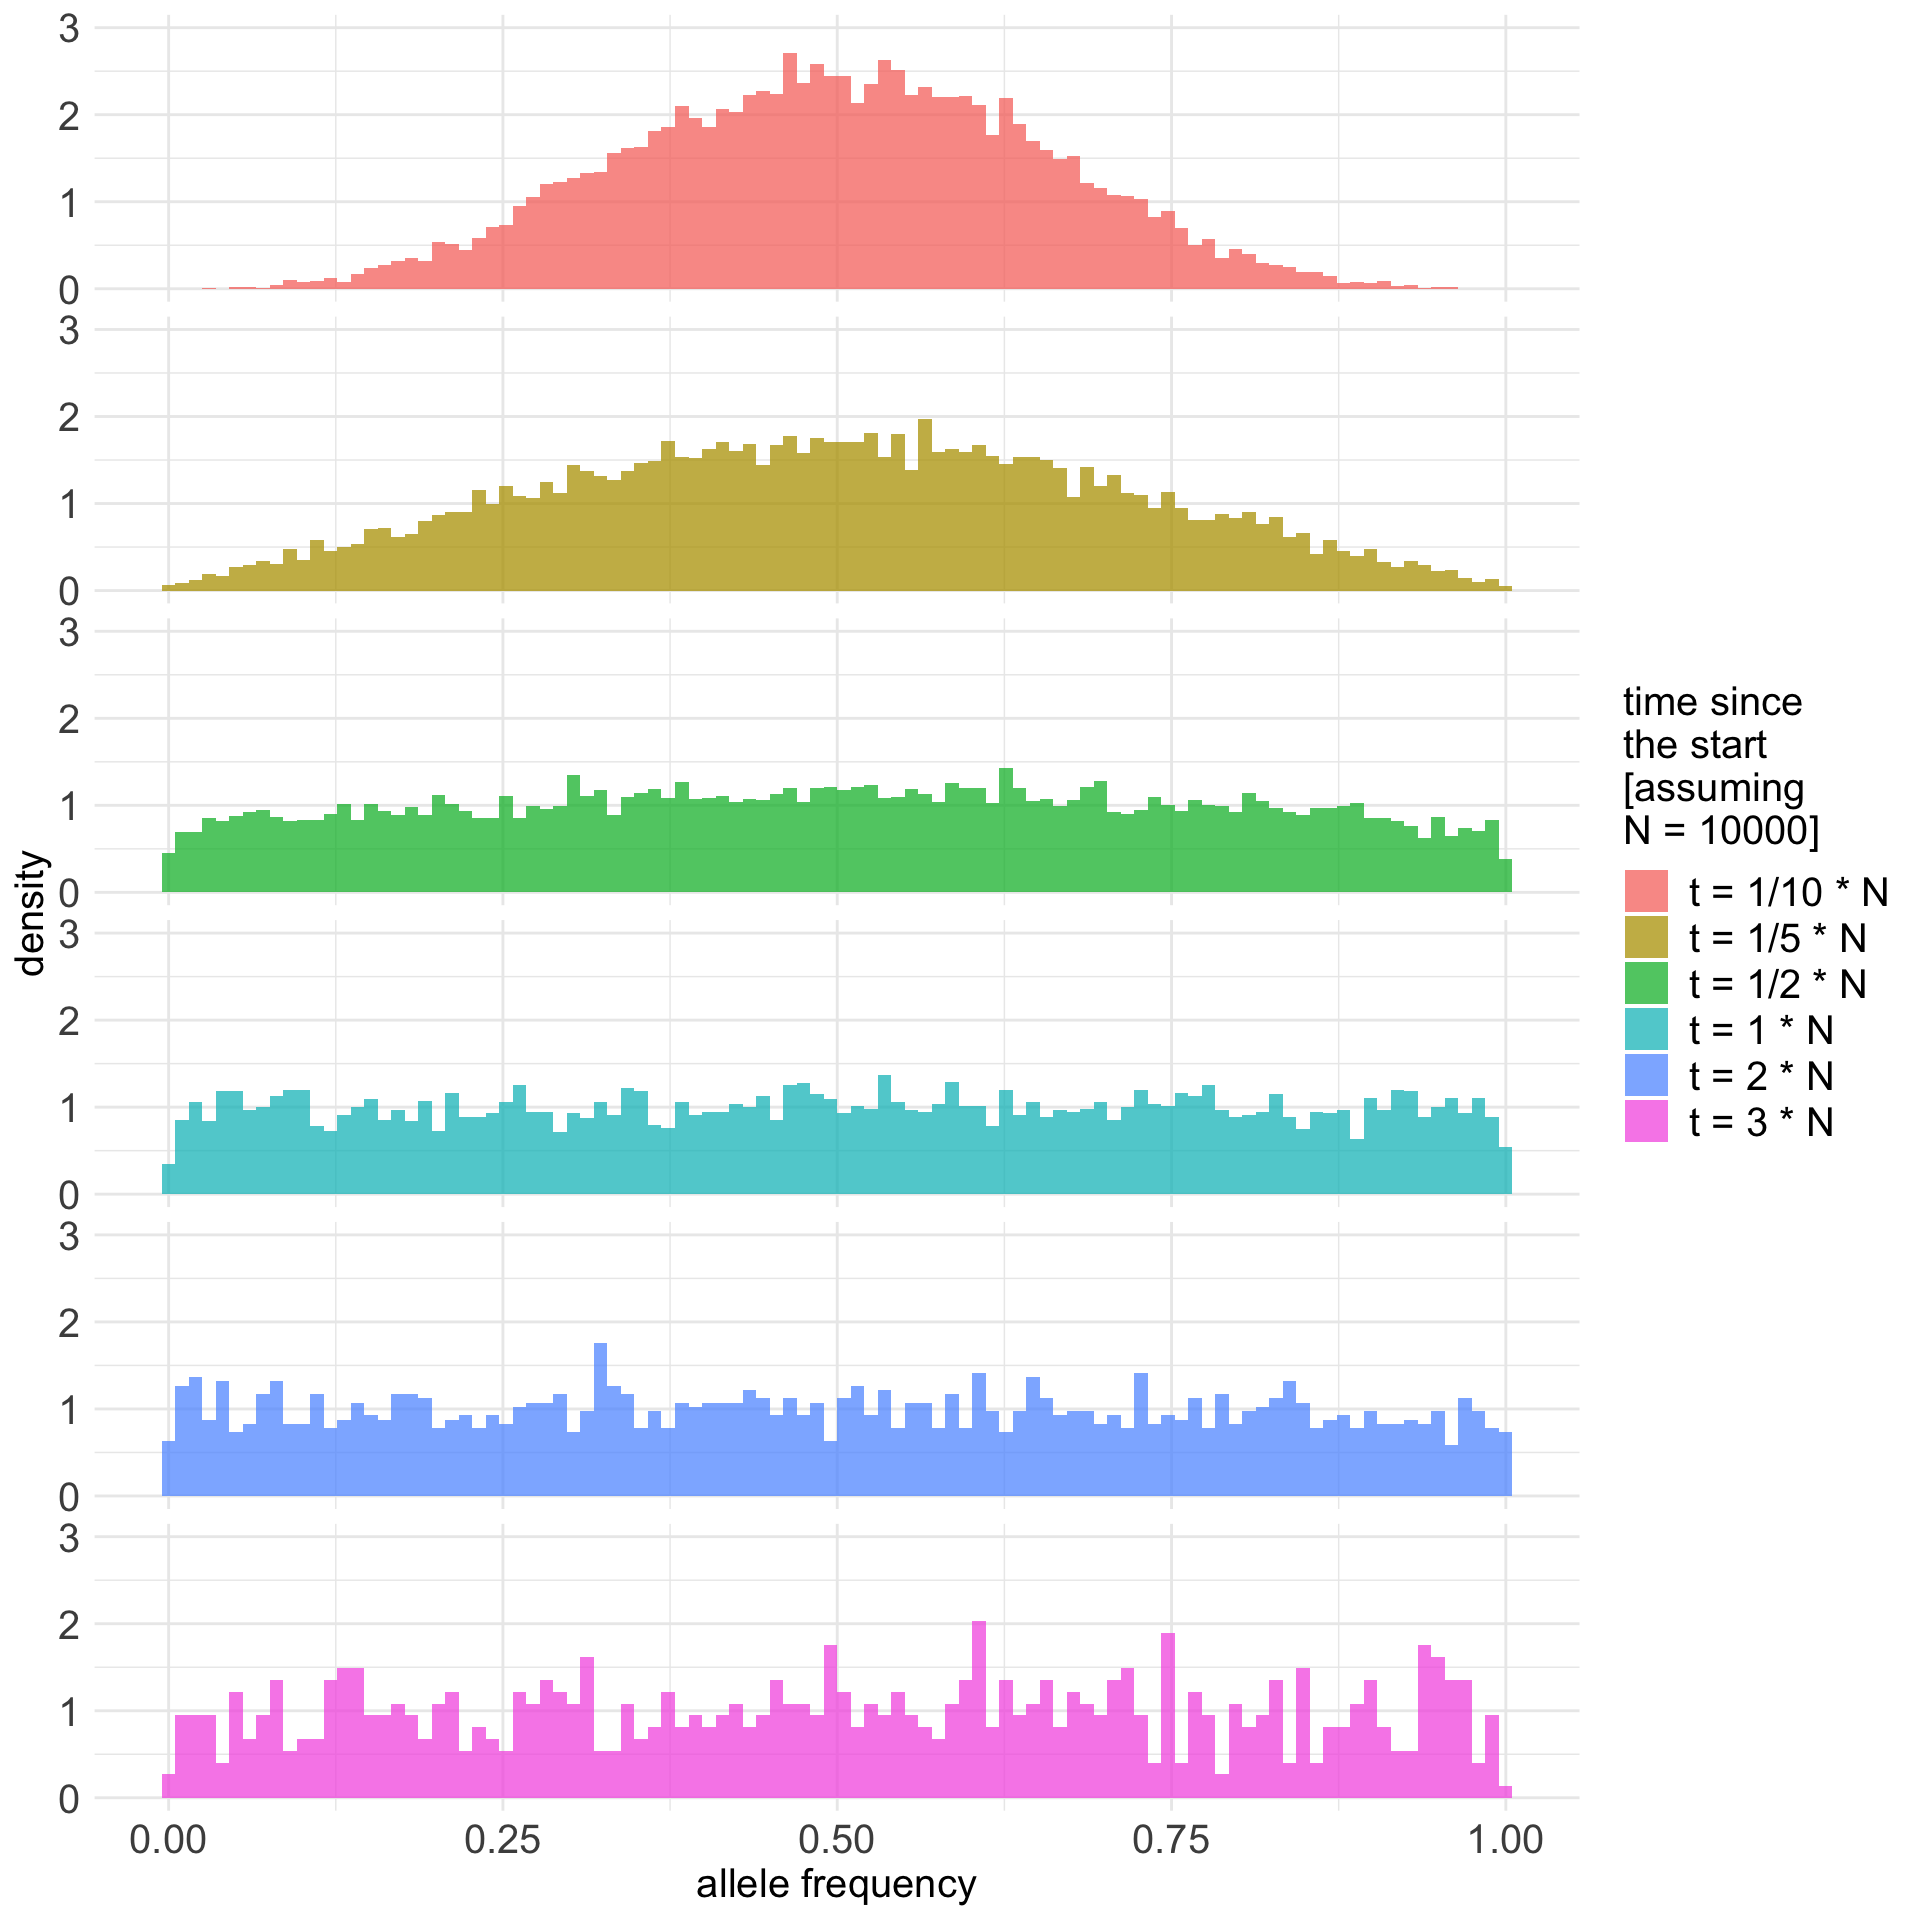 3
2
1
0
3
2
1
0
3
2
1
0
3
2
1
0
3
2
1
0
3
2
1
0
density
0.00 0.25 0.50 0.75 1.00
allele frequency
time since
the start
[assuming
N = 10000]
t = 1/10 * N
t = 1/5 * N
t = 1/2 * N
t = 1 * N
t = 2 * N
t = 3 * N